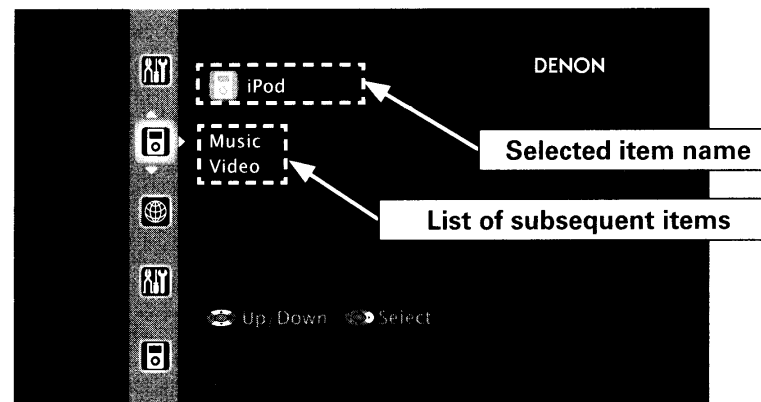 DENON
iPod
Music
Video
Selected item name
List of subsequent items
Up/Down Select